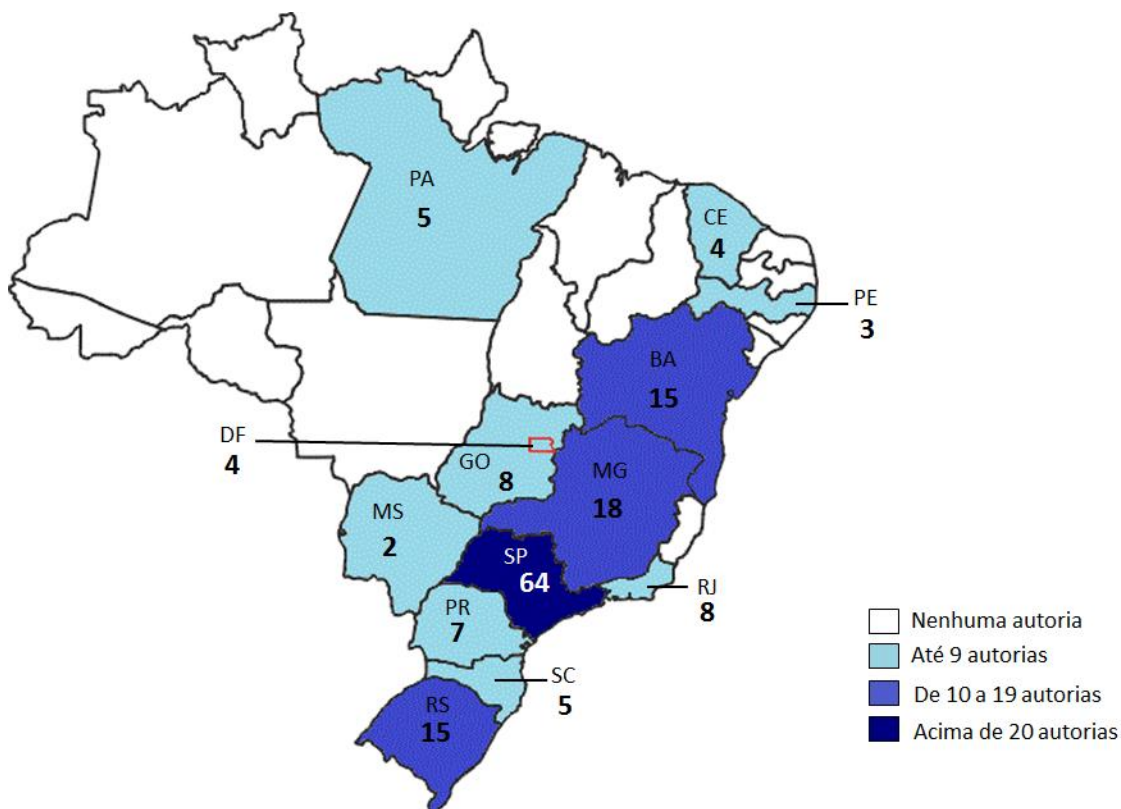 PA
5
CE
4
PE
3
BA
15
DF
4
GO
8
MG
18
MS
2
SP
64
RJ
8
PR
7
SC
5
RS
15
Nenhuma autoria
Até 9 autorias
De 10 a 19 autorias
Acima de 20 autorias